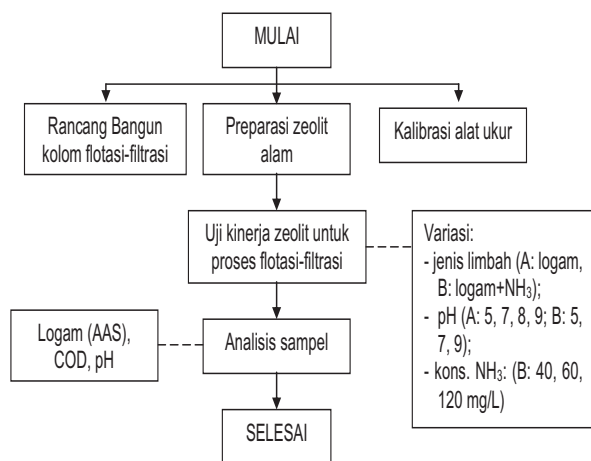 MULAI
Rancang Bangun
kolom flotasi-filtrasi
Preparasi zeolit
alam
Kalibrasi alat ukur
Uji kinerja zeolit untuk
proses flotasi-filtrasi
Variasi:
- jenis limbah (A: logam,
B: logam+NH₃);
- pH (A: 5, 7, 8, 9; B: 5,
7, 9);
- kons. NH₃: (B: 40, 60,
120 mg/L)
Logam (AAS),
COD, pH
Analisis sampel
SELESAI